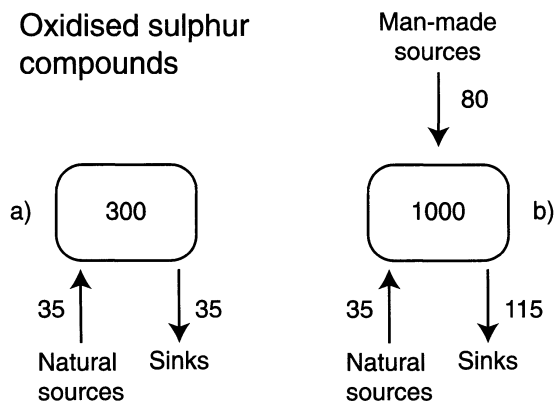 Oxidised sulphur
compounds
Man-made
sources
80
a)
300
1000
b)
35
35
35
115
Natural
sources
Sinks
Natural
sources
Sinks